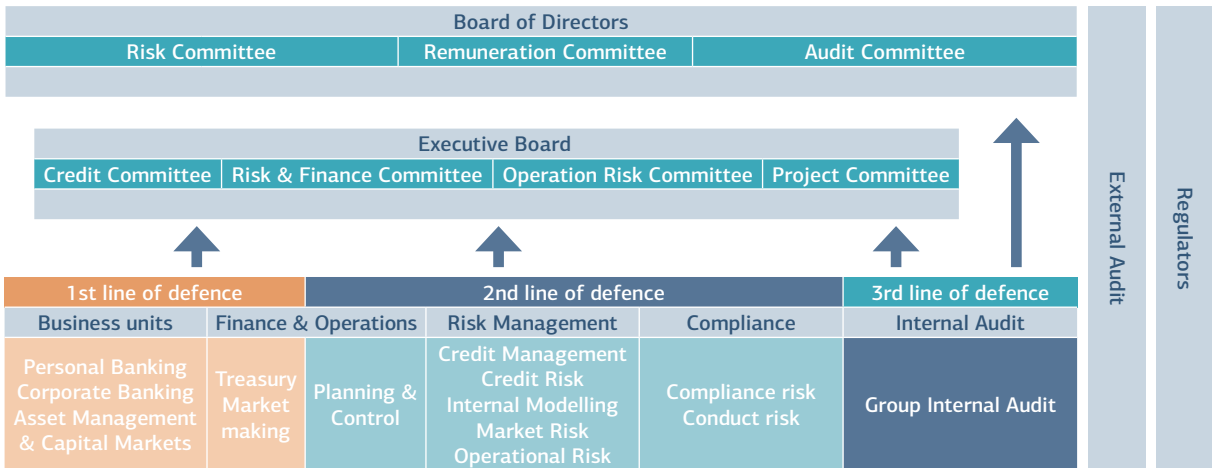 Board of Directors
Risk Committee
Remuneration Committee
Audit Committee
Executive Board
Credit Committee
Risk & Finance Committee
Operation Risk Committee
Project Committee
1st line of defence
2nd line of defence
3rd line of defence
Business units
Finance & Operations
Risk Management
Compliance
Internal Audit
Personal Banking
Corporate Banking
Asset Management
& Capital Markets
Treasury
Market
making
Planning &
Control
Credit Management
Credit Risk
Internal Modelling
Market Risk
Operational Risk
Compliance risk
Conduct risk
Group Internal Audit
External Audit
Regulators